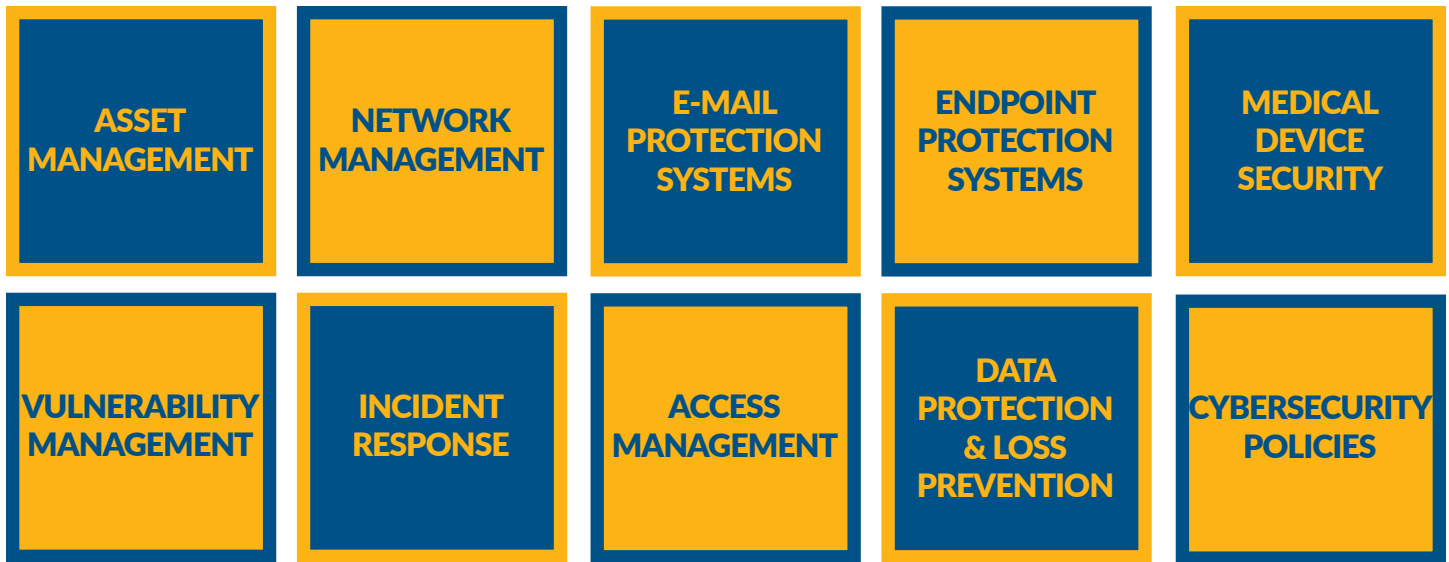 ASSET
MANAGEMENT
NETWORK
MANAGEMENT
E-MAIL
PROTECTION
SYSTEMS
ENDPOINT
PROTECTION
SYSTEMS
MEDICAL
DEVICE
SECURITY
VULNERABILITY
MANAGEMENT
INCIDENT
RESPONSE
ACCESS
MANAGEMENT
DATA
PROTECTION
& LOSS
PREVENTION
CYBERSECURITY
POLICIES